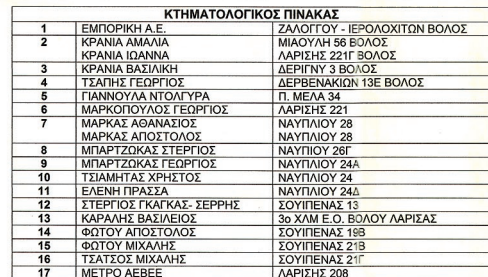 ΚΤΗΜΑΤΟΛΟΓΙΚΟΣ ΠΙΝΑΚΑΣ
1 ΕΜΠΟΡΙΚΗ Α.Ε. ΖΑΛΟΓΓΟΥ - ΙΕΡΟΛΟΧΙΤΩΝ ΒΟΛΟΣ
2 ΚΡΑΝΙΑ ΑΜΑΛΙΑ ΜΙΑΟΥΛΗ 56 ΒΟΛΟΣ
ΚΡΑΝΙΑ ΙΩΑΝΝΑ ΛΑΡΙΣΗΣ 221Γ ΒΟΛΟΣ
3 ΚΡΑΝΙΑ ΒΑΣΙΛΙΚΗ ΔΕΡΙΓΝΥ 3 ΒΟΛΟΣ
4 ΤΣΑΠΗΣ ΓΕΩΡΓΙΟΣ ΔΕΡΒΕΝΑΚΙΩΝ 13Ε ΒΟΛΟΣ
5 ΓΙΑΝΝΟΥΛΑ ΝΤΟΛΓΥΡΑ Π. ΜΕΛΑ 34
6 ΜΑΡΚΟΠΟΥΛΟΣ ΓΕΩΡΓΙΟΣ ΛΑΡΙΣΗΣ 221
7 ΜΑΡΚΑΣ ΑΘΑΝΑΣΙΟΣ ΝΑΥΠΛΙΟΥ 28
ΜΑΡΚΑΣ ΑΠΟΣΤΟΛΟΣ ΝΑΥΠΛΙΟΥ 28
8 ΜΠΑΡΤΖΩΚΑΣ ΣΤΕΡΓΙΟΣ ΝΑΥΠΙΟΥ 26Γ
9 ΜΠΑΡΤΖΩΚΑΣ ΓΕΩΡΓΙΟΣ ΝΑΥΠΛΙΟΥ 24Α
10 ΤΣΙΑΜΗΤΑΣ ΧΡΗΣΤΟΣ ΝΑΥΠΛΙΟΥ 24
11 ΕΛΕΝΗ ΠΡΑΣΣΑ ΝΑΥΠΛΙΟΥ 24Δ
12 ΣΤΕΡΓΙΟΣ ΓΚΑΓΚΑΣ- ΣΕΡΡΗΣ ΣΟΥΙΠΕΝΑΣ 13
13 ΚΑΡΑΛΗΣ ΒΑΣΙΛΕΙΟΣ 3ο ΧΛΜ Ε.Ο. ΒΟΛΟΥ ΛΑΡΙΣΑΣ
14 ΦΩΤΟΥ ΑΠΟΣΤΟΛΟΣ ΣΟΥΙΠΕΝΑΣ 19Β
15 ΦΩΤΟΥ ΜΙΧΑΛΗΣ ΣΟΥΙΠΕΝΑΣ 21Β
16 ΤΣΑΤΣΟΣ ΜΙΧΑΛΗΣ ΣΟΥΙΠΕΝΑΣ 21Γ
17 ΜΕΤΡΟ ΑΕΒΕΕ ΛΑΡΙΣΗΣ 208